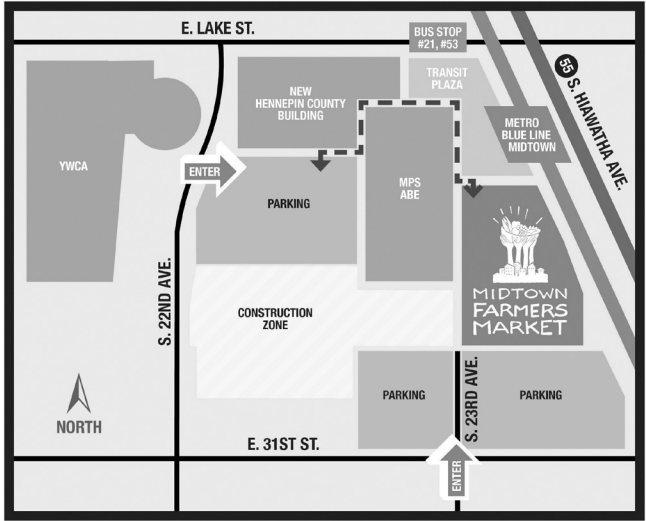 E. LAKE ST.
BUS STOP
#21, #53
55 S. HIAWATHA AVE.
TRANSIT
PLAZA
NEW
HENNEPIN COUNTY
BUILDING
METRO
BLUE LINE
MIDTOWN
YWCA
ENTER
MPS
ABE
PARKING
MIDTOWN
FARMERS
MARKET
S. 22ND AVE.
CONSTRUCTION
ZONE
PARKING
S. 23RD AVE.
PARKING
NORTH
E. 31ST ST.
ENTER